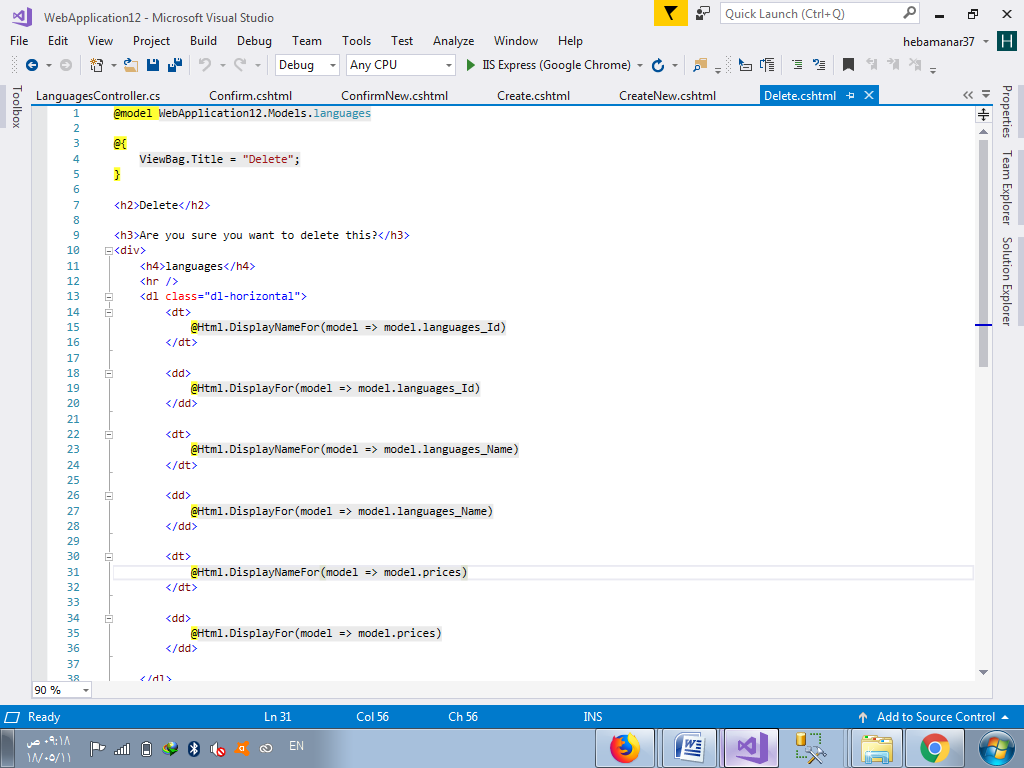 WebApplication12 - Microsoft Visual Studio
Quick Launch (Ctrl+Q)
File Edit View Project Build Debug Team Tools Test Analyze Window Help
hebamanar37 H
Debug Any CPU IIS Express (Google Chrome)
Toolbox
LanguagesController.cs Confirm.cshtml ConfirmNew.cshtml Create.cshtml CreateNew.cshtml Delete.cshtml
1 @model WebApplication12.Models.languages
2
3 @{
4 ViewBag.Title = "Delete";
5 }
6
7 <h2>Delete</h2>
8
9 <h3>Are you sure you want to delete this?</h3>
10 <div>
11 <h4>languages</h4>
12 <hr />
13 <dl class="dl-horizontal">
14 <dt>
15 @Html.DisplayNameFor(model => model.languages_Id)
16 </dt>
17
18 <dd>
19 @Html.DisplayFor(model => model.languages_Id)
20 </dd>
21
22 <dt>
23 @Html.DisplayNameFor(model => model.languages_Name)
24 </dt>
25
26 <dd>
27 @Html.DisplayFor(model => model.languages_Name)
28 </dd>
29
30 <dt>
31 @Html.DisplayNameFor(model => model.prices)
32 </dt>
33
34 <dd>
35 @Html.DisplayFor(model => model.prices)
36 </dd>
37
38 </dl>
Properties
Team Explorer
Solution Explorer
90 %
Ready Ln 31 Col 56 Ch 56 INS Add to Source Control
٠٩:١٨ ص
١٨/٠٥/١١
EN